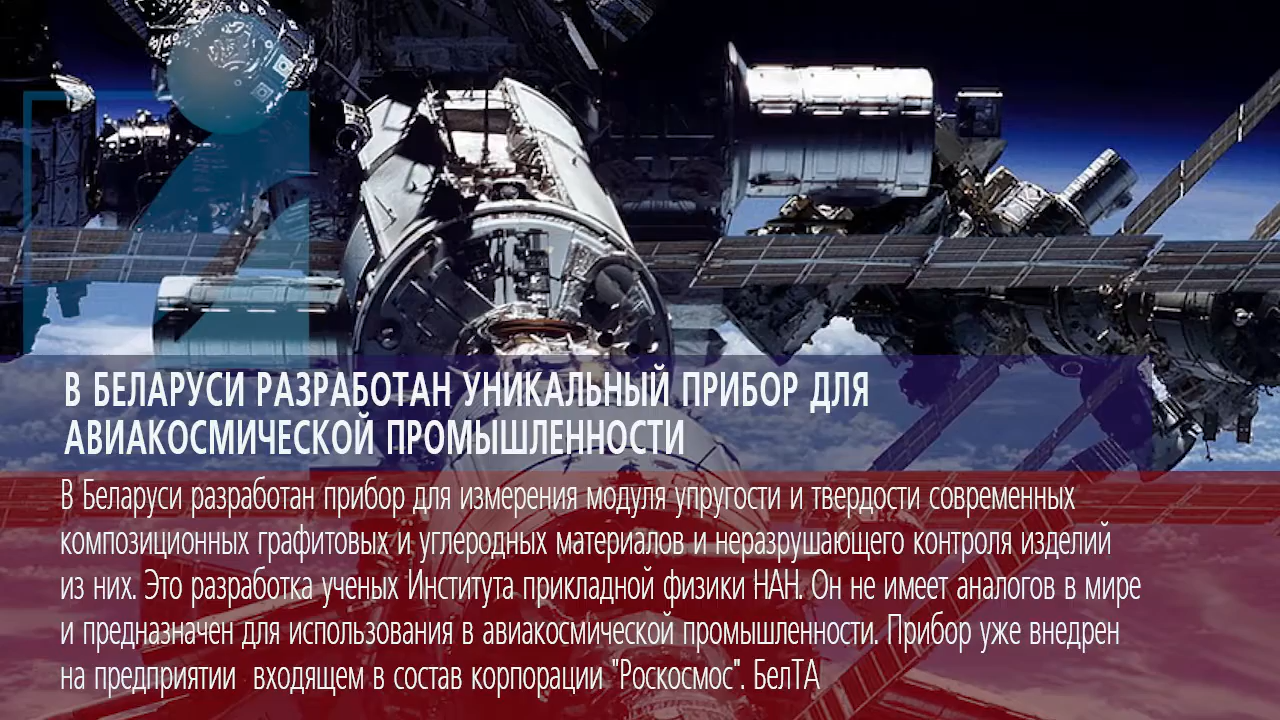 В БЕЛАРУСИ РАЗРАБОТАН УНИКАЛЬНЫЙ ПРИБОР ДЛЯ
АВИАКОСМИЧЕСКОЙ ПРОМЫШЛЕННОСТИ
В Беларуси разработан прибор для измерения модуля упругости и твердости современных
композиционных графитовых и углеродных материалов и неразрушающего контроля изделий
из них. Это разработка ученых Института прикладной физики НАН. Он не имеет аналогов в мире
и предназначен для использования в авиакосмической промышленности. Прибор уже внедрен
на предприятии входящем в состав корпорации "Роскосмос". БелТА